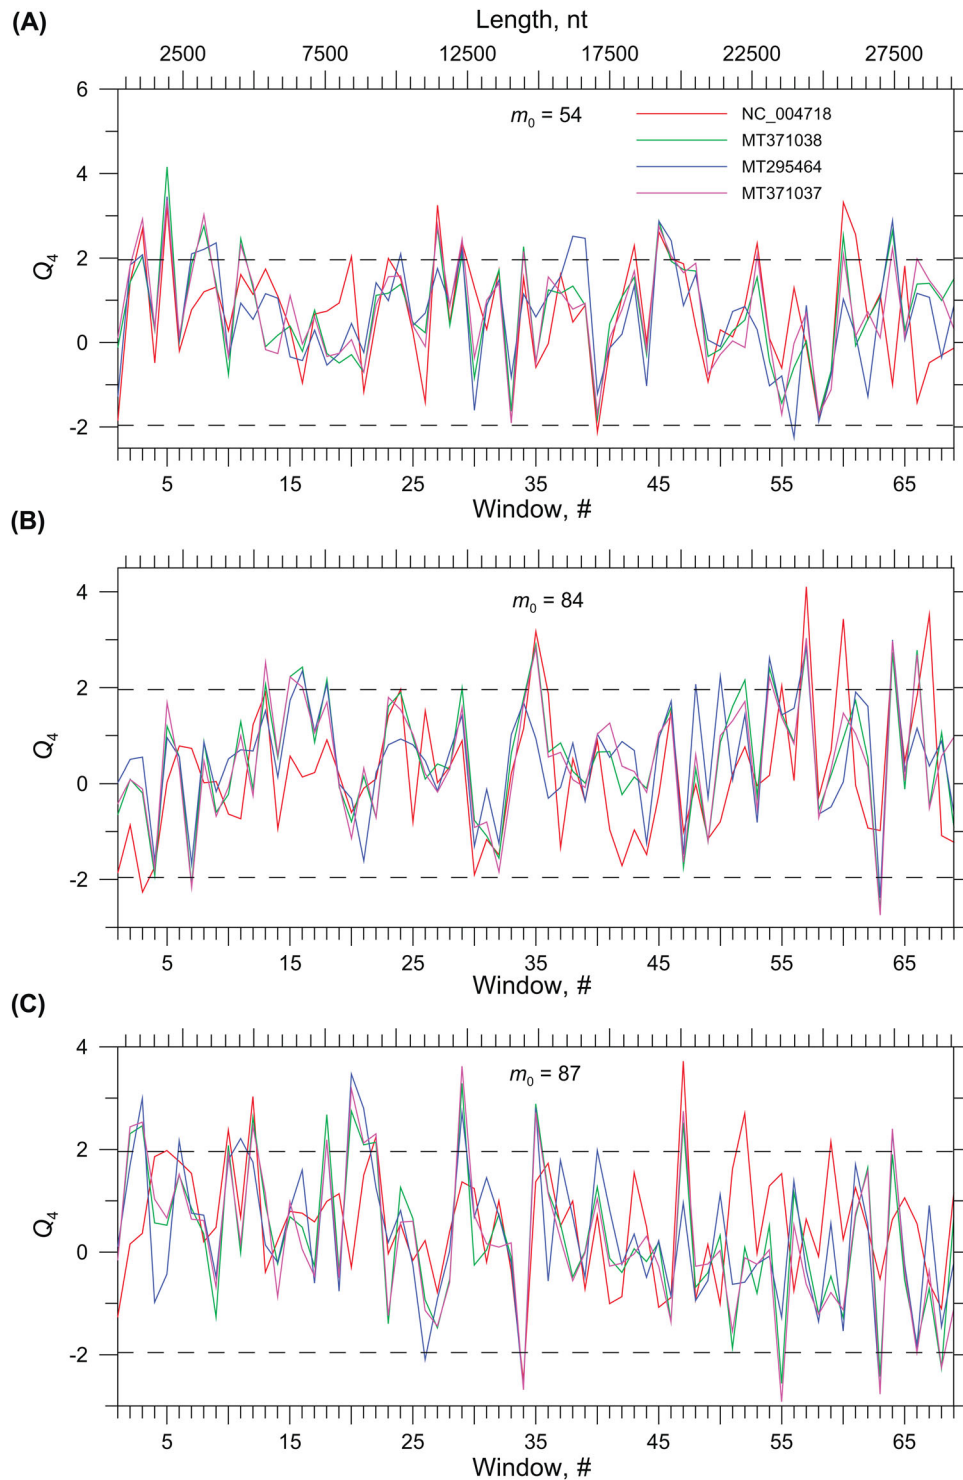 (A)
Length, nt
2500 7500 12500 17500 22500 27500
6
4
2
0
-2
Q4
m0 = 54
NC_004718
MT371038
MT295464
MT371037
5 15 25 35 45 55 65
Window, #
(B)
4
2
0
-2
Q4
m0 = 84
5 15 25 35 45 55 65
Window, #
(C)
4
2
0
-2
Q4
m0 = 87
5 15 25 35 45 55 65
Window, #